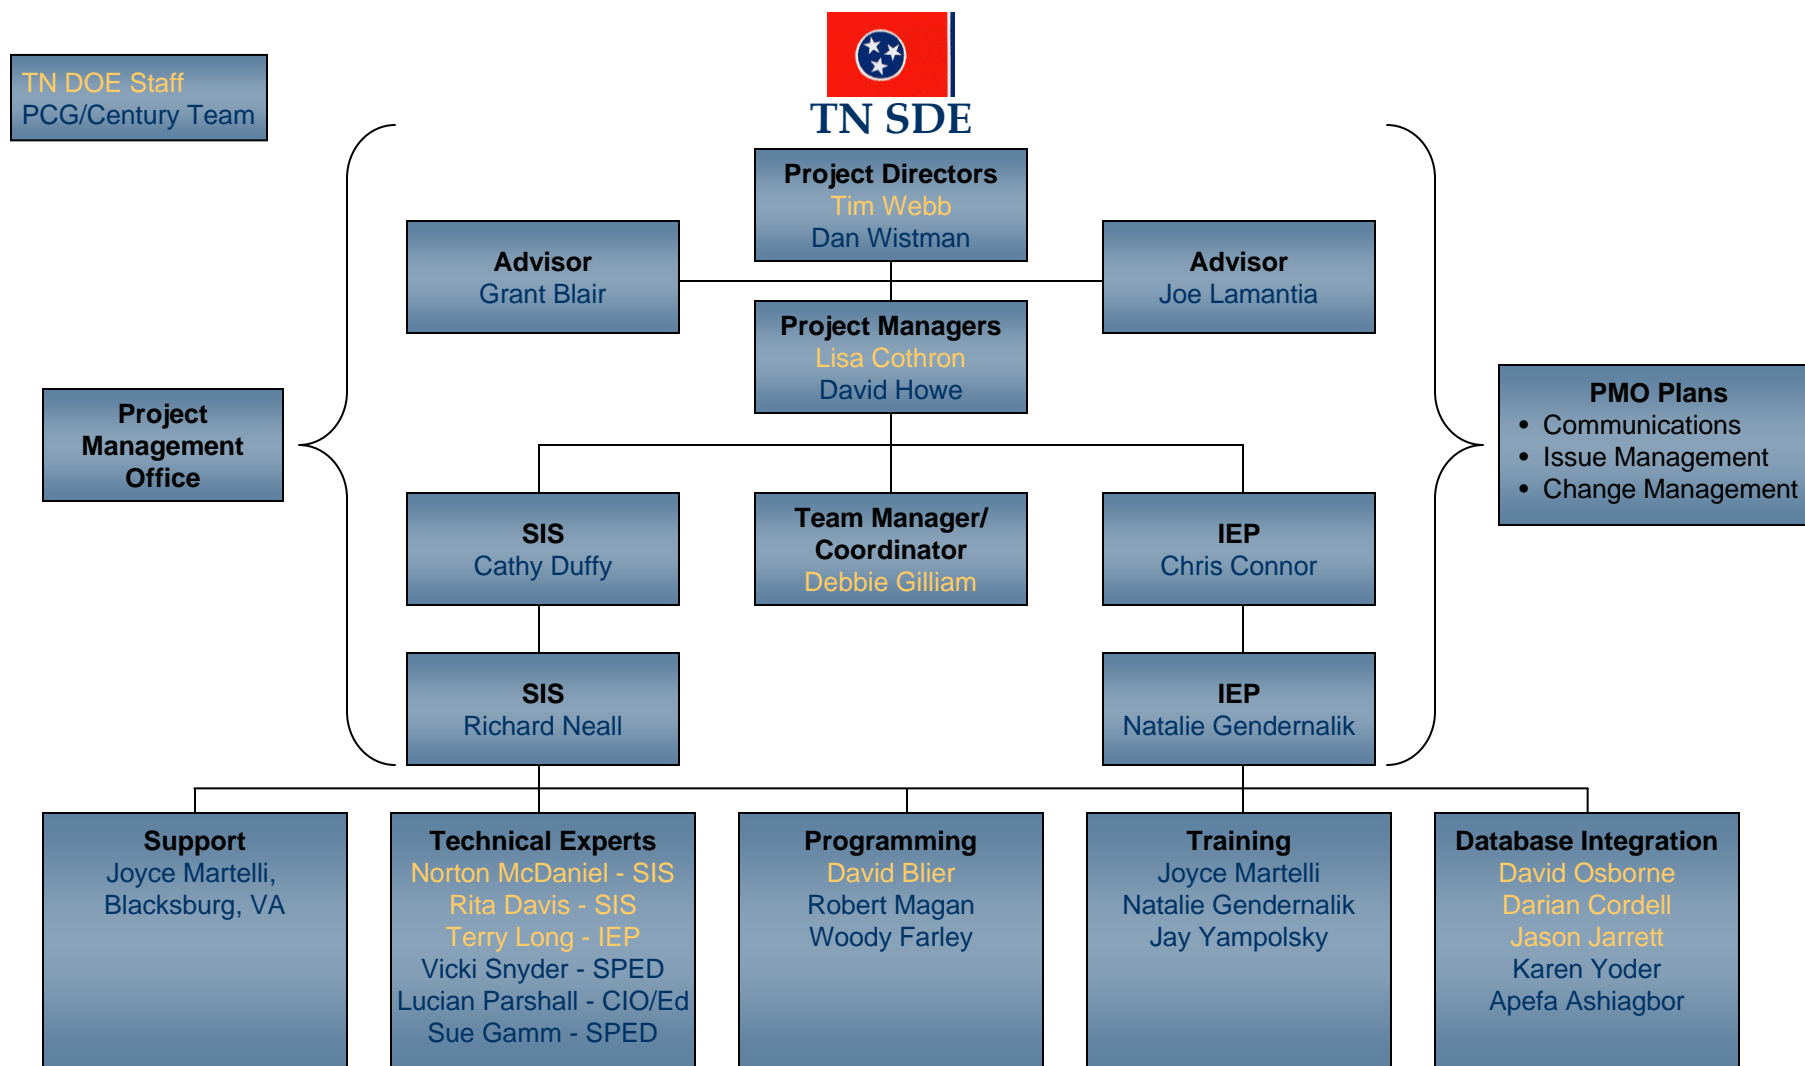 TN DOE Staff
PCG/Century Team
TN SDE
Project Directors
Tim Webb
Dan Wistman
Advisor
Grant Blair
Advisor
Joe Lamantia
Project Managers
Lisa Cothron
David Howe
Project
Management
Office
PMO Plans
• Communications
• Issue Management
• Change Management
SIS
Cathy Duffy
Team Manager/
Coordinator
Debbie Gilliam
IEP
Chris Connor
SIS
Richard Neall
IEP
Natalie Gendernalik
Support
Joyce Martelli,
Blacksburg, VA
Technical Experts
Norton McDaniel - SIS
Rita Davis - SIS
Terry Long - IEP
Vicki Snyder - SPED
Lucian Parshall - CIO/Ed
Sue Gamm - SPED
Programming
David Blier
Robert Magan
Woody Farley
Training
Joyce Martelli
Natalie Gendernalik
Jay Yampolsky
Database Integration
David Osborne
Darian Cordell
Jason Jarrett
Karen Yoder
Apefa Ashiagbor